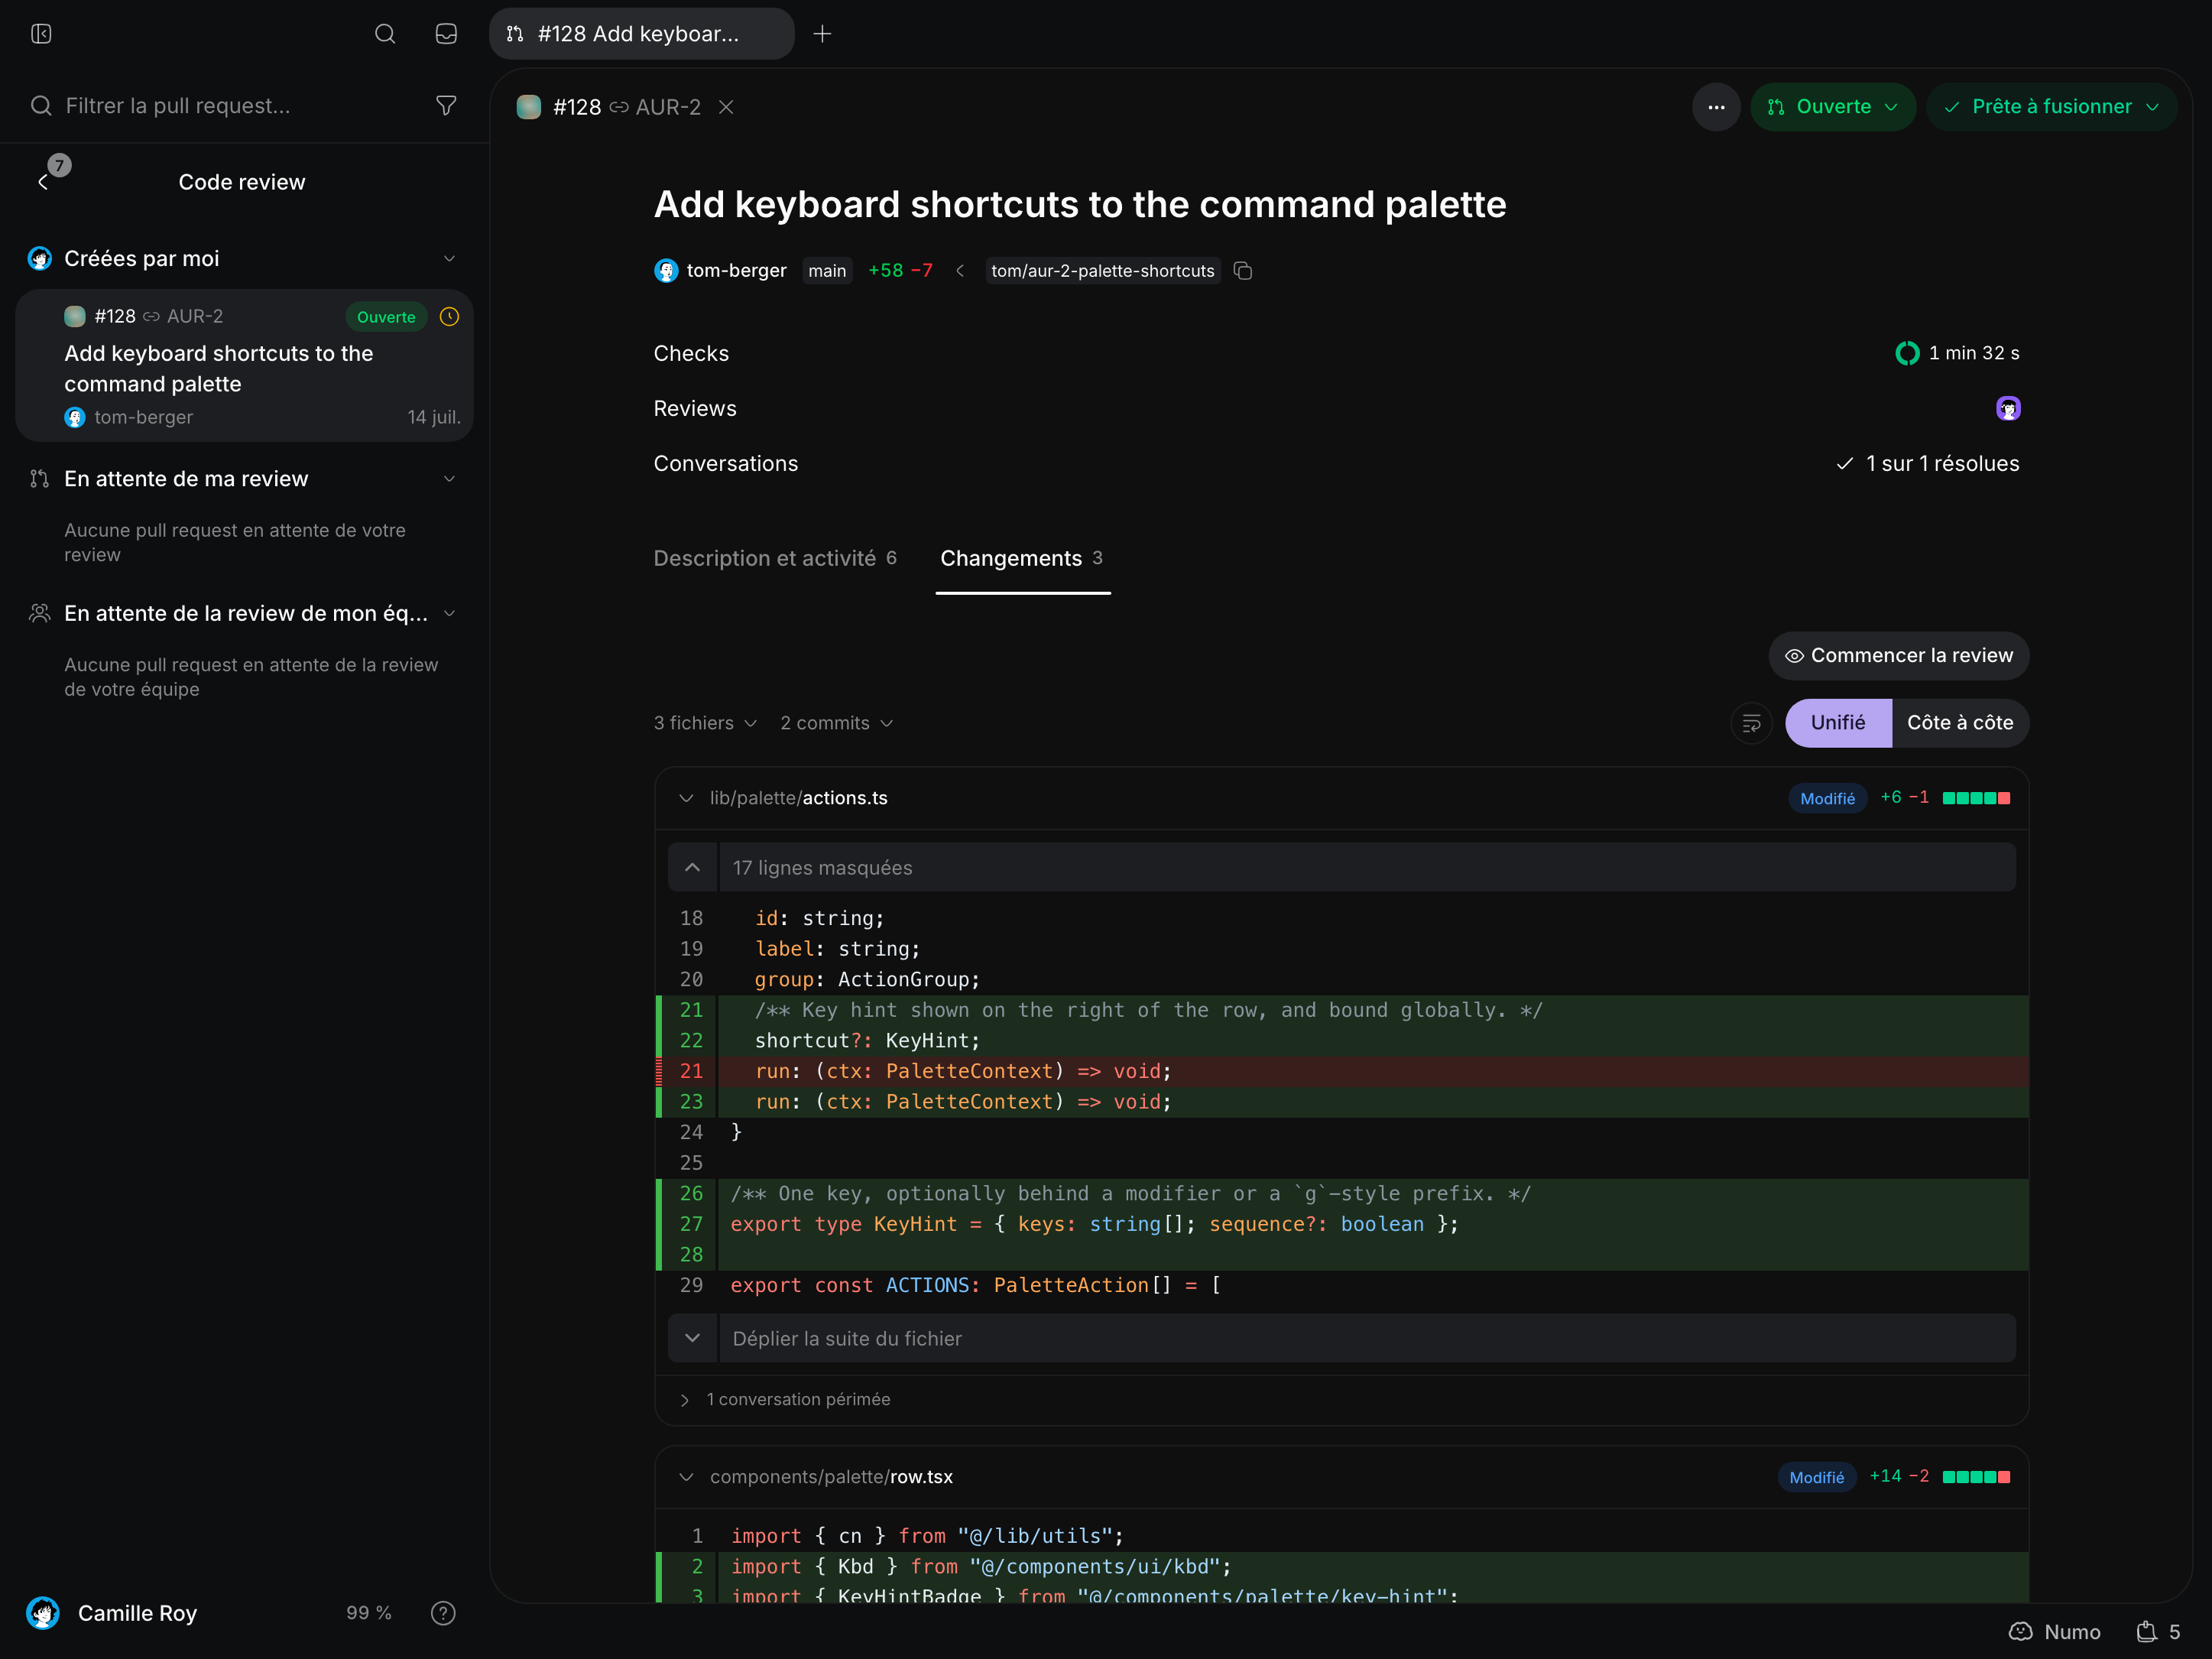 #128 Add keyboar...
Filtrer la pull request...
#128 AUR-2
Ouverte
Prête à fusionner
7
Code review
Créées par moi
#128 AUR-2 Ouverte
Add keyboard shortcuts to the
command palette
tom-berger 14 juil.
En attente de ma review
Aucune pull request en attente de votre
review
En attente de la review de mon éq...
Aucune pull request en attente de la review
de votre équipe
Camille Roy 99 %
Add keyboard shortcuts to the command palette
tom-berger main +58 −7 tom/aur-2-palette-shortcuts
Checks 1 min 32 s
Reviews
Conversations 1 sur 1 résolues
Description et activité 6 Changements 3
Commencer la review
3 fichiers 2 commits Unifié Côte à côte
lib/palette/actions.ts Modifié +6 −1
17 lignes masquées
18 id: string;
19 label: string;
20 group: ActionGroup;
21 /** Key hint shown on the right of the row, and bound globally. */
22 shortcut?: KeyHint;
21 run: (ctx: PaletteContext) => void;
23 run: (ctx: PaletteContext) => void;
24 }
25
26 /** One key, optionally behind a modifier or a `g`-style prefix. */
27 export type KeyHint = { keys: string[]; sequence?: boolean };
28
29 export const ACTIONS: PaletteAction[] = [
Déplier la suite du fichier
1 conversation périmée
components/palette/row.tsx Modifié +14 −2
1 import { cn } from "@/lib/utils";
2 import { Kbd } from "@/components/ui/kbd";
3 import { KeyHintBadge } from "@/components/palette/key-hint";
Numo 5